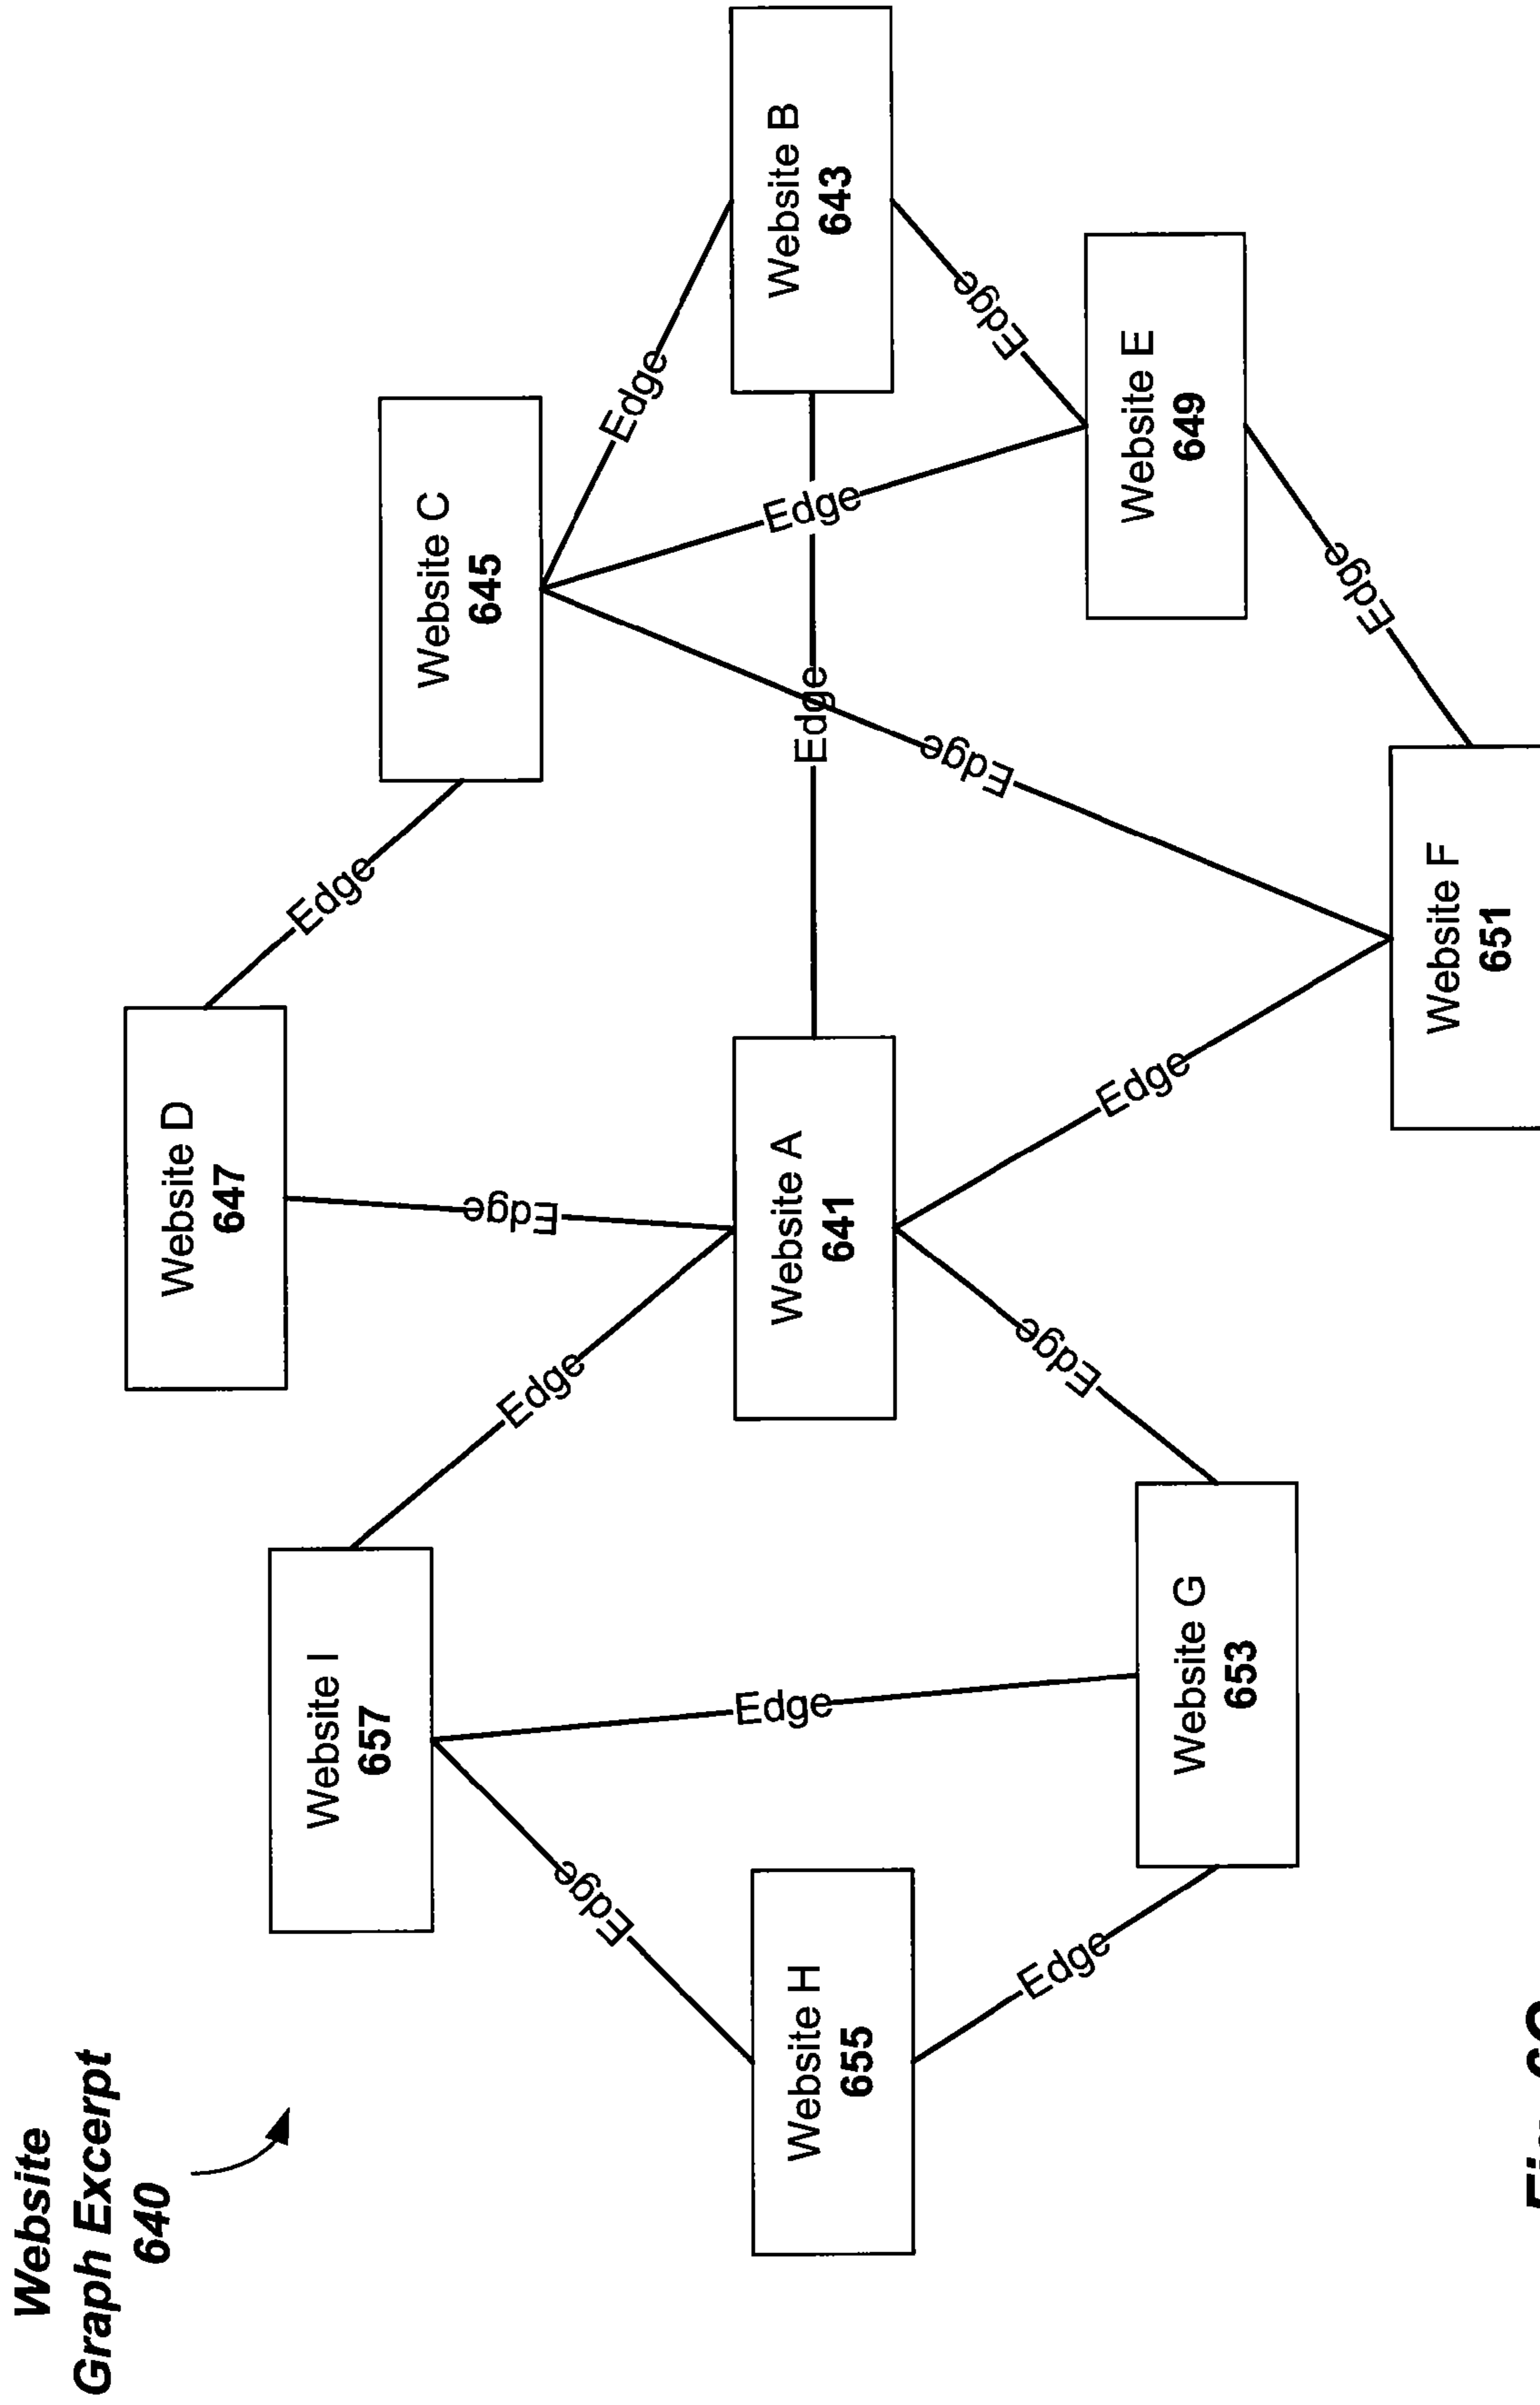 Website
Graph Excerpt
640
Website D
647
Edge
Website I
657
Website C
645
Edge
Edge
Edge
Edge
Website H
655
Website A
641
Website B
643
Edge
Edge
Edge
Edge
Edge
Edge
Edge
Edge
Website E
649
Website G
653
Edge
Website F
651